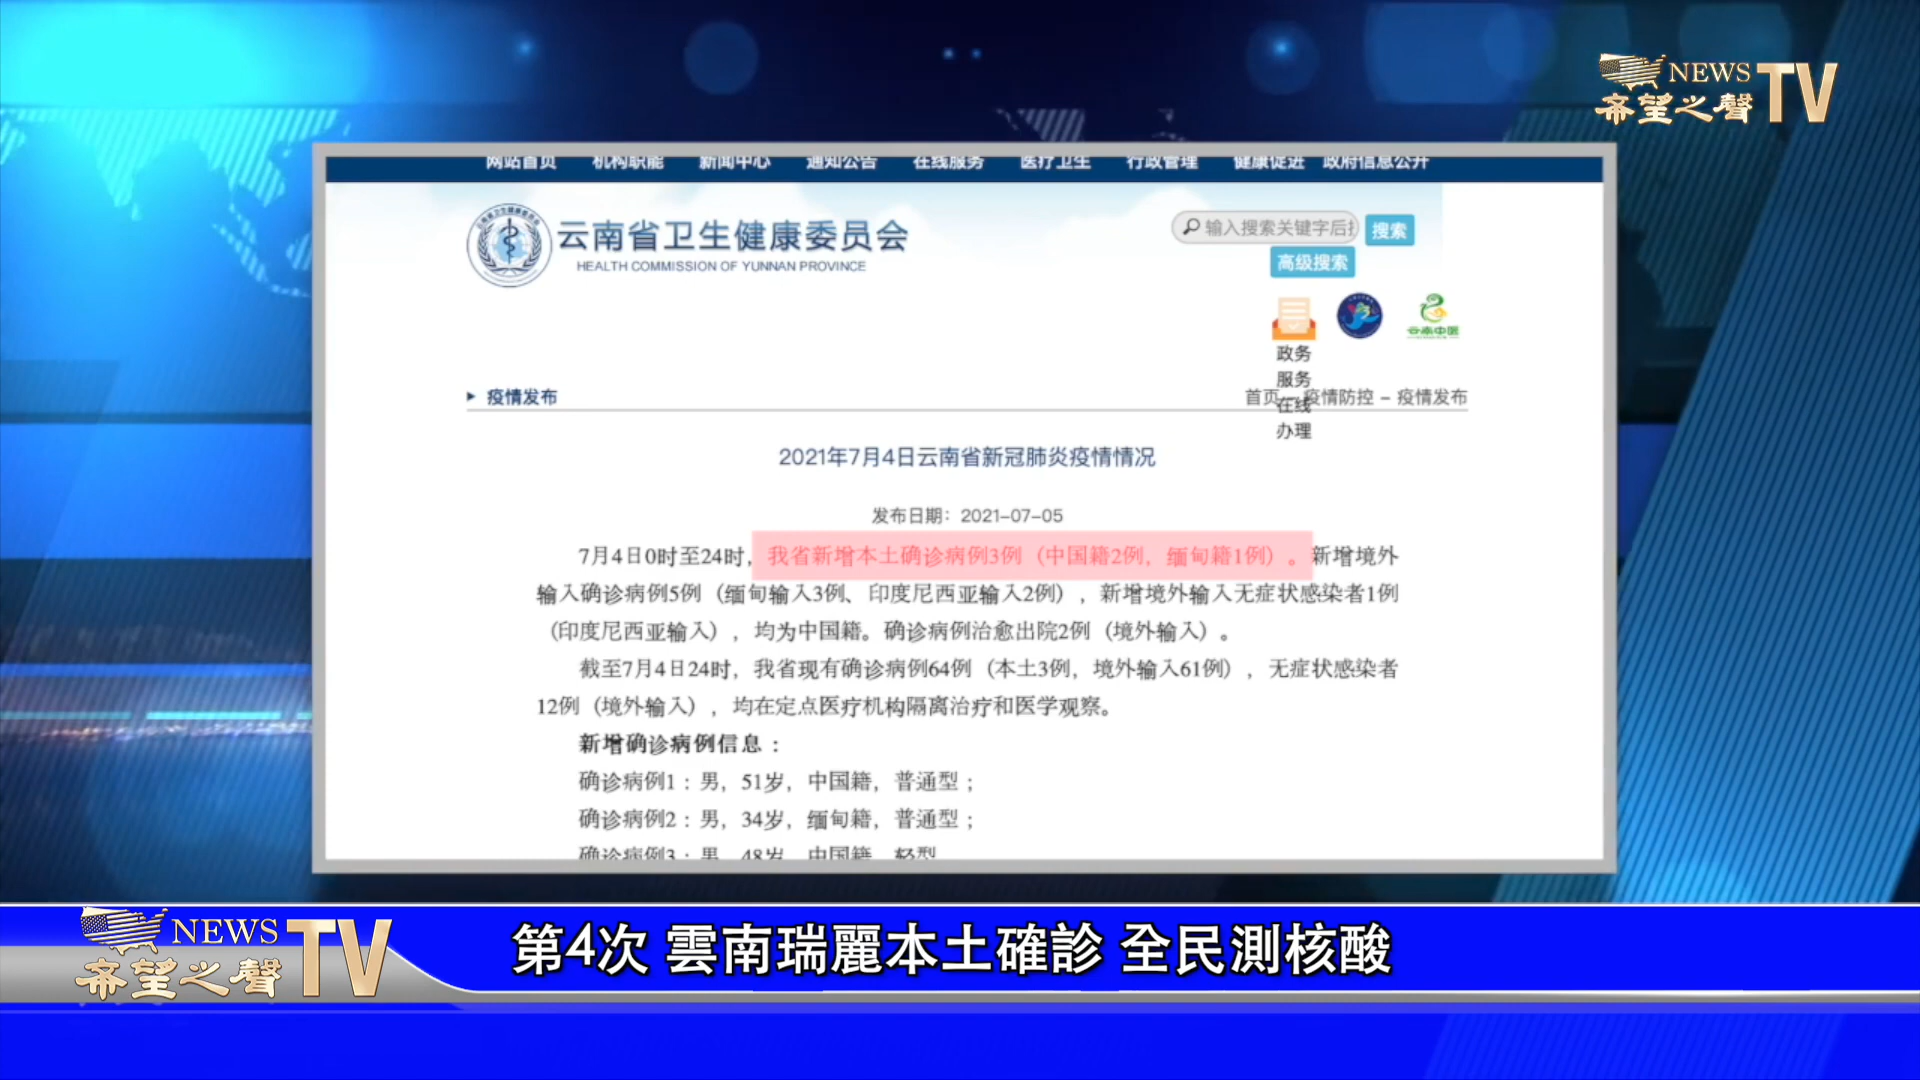 NEWS
希望之聲TV
网站首页 机构职能 新闻中心 通知公告 在线服务 医疗卫生 行政管理 健康促进 政府信息公开
云南省卫生健康委员会
HEALTH COMMISSION OF YUNNAN PROVINCE
输入搜索关键字后 搜索
高级搜索
云南中医
政务
服务
在线
办理
疫情发布
首页 - 疫情防控 - 疫情发布
2021年7月4日云南省新冠肺炎疫情情况
发布日期：2021-07-05
7月4日0时至24时，我省新增本土确诊病例3例（中国籍2例，缅甸籍1例）。新增境外
输入确诊病例5例（缅甸输入3例、印度尼西亚输入2例），新增境外输入无症状感染者1例
（印度尼西亚输入），均为中国籍。确诊病例治愈出院2例（境外输入）。
截至7月4日24时，我省现有确诊病例64例（本土3例，境外输入61例），无症状感染者
12例（境外输入），均在定点医疗机构隔离治疗和医学观察。
新增确诊病例信息：
确诊病例1：男，51岁，中国籍，普通型；
确诊病例2：男，34岁，缅甸籍，普通型；
确诊病例3：男，48岁，中国籍，轻型
NEWS
希望之聲TV
第4次 雲南瑞麗本土確診 全民測核酸